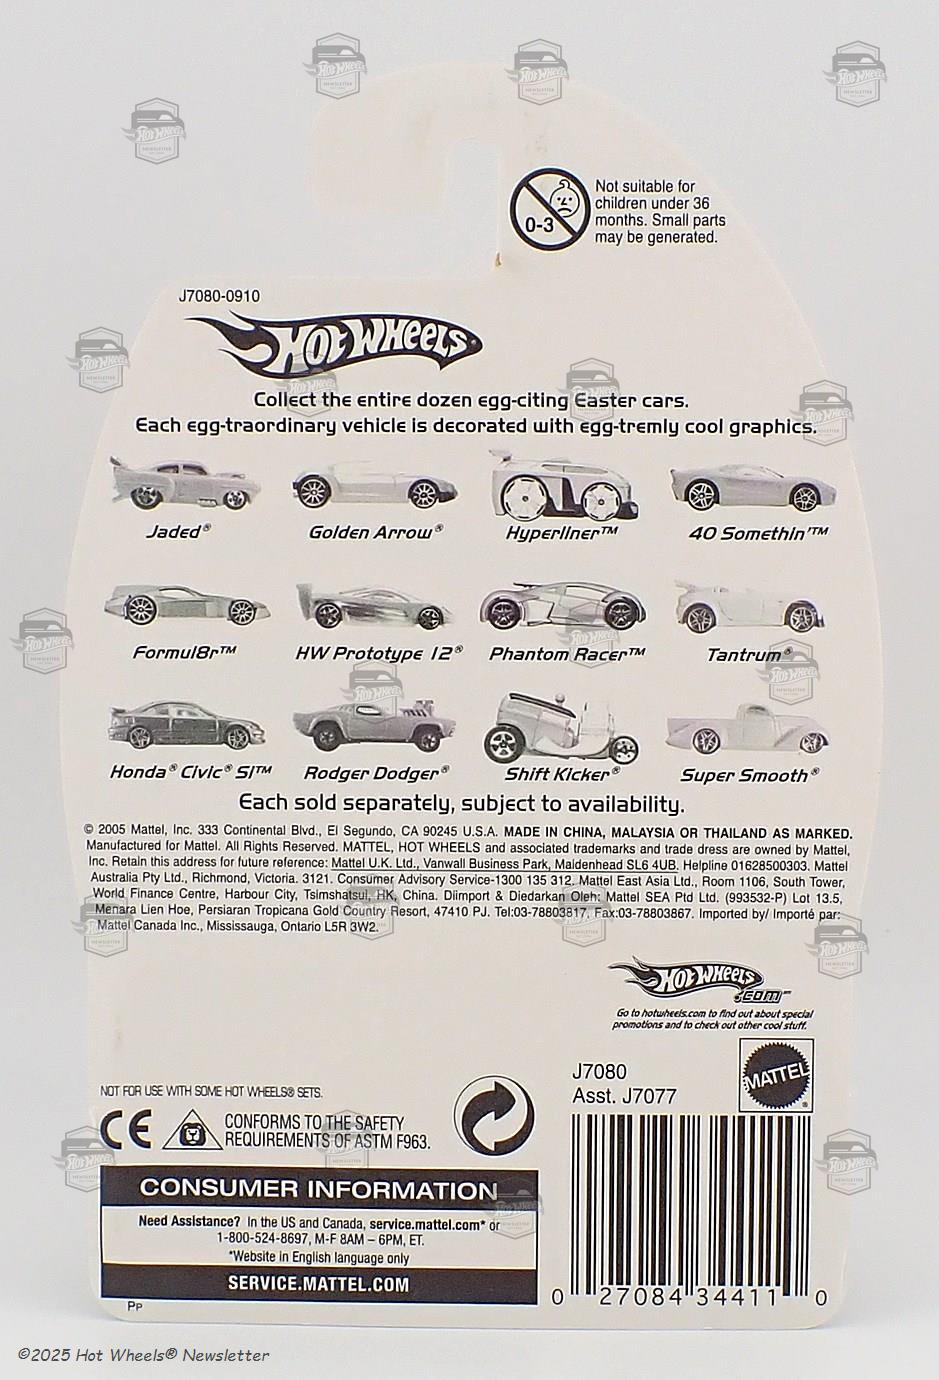 0-3
Not suitable for
children under 36
months. Small parts
may be generated.
J7080-0910
HOT WHEELS
Collect the entire dozen egg-citing Easter cars.
Each egg-traordinary vehicle is decorated with egg-tremly cool graphics.
Jaded® Golden Arrow® Hyperliner™ 40 Somethin'™
Formul8r™ HW Prototype 12® Phantom Racer™ Tantrum®
Honda® Civic® SI™ Rodger Dodger® Shift Kicker® Super Smooth®
Each sold separately, subject to availability.
© 2005 Mattel, Inc. 333 Continental Blvd., El Segundo, CA 90245 U.S.A. MADE IN CHINA, MALAYSIA OR THAILAND AS MARKED.
Manufactured for Mattel. All Rights Reserved. MATTEL, HOT WHEELS and associated trademarks and trade dress are owned by Mattel,
Inc. Retain this address for future reference: Mattel U.K. Ltd., Vanwall Business Park, Maidenhead SL6 4UB. Helpline 01628500303. Mattel
Australia Pty Ltd., Richmond, Victoria. 3121. Consumer Advisory Service-1300 135 312. Mattel East Asia Ltd., Room 1106, South Tower,
World Finance Centre, Harbour City, Tsimshatsui, HK, China. Diimport & Diedarkan Oleh: Mattel SEA Ptd Ltd. (993532-P) Lot 13.5,
Menara Lien Hoe, Persiaran Tropicana Gold Country Resort, 47410 PJ. Tel:03-78803817, Fax:03-78803867. Imported by/ Importé par:
Mattel Canada Inc., Mississauga, Ontario L5R 3W2.
HOT WHEELS
.COM™
Go to hotwheels.com to find out about special
promotions and to check out other cool stuff.
J7080
Asst. J7077
MATTEL
NOT FOR USE WITH SOME HOT WHEELS® SETS.
CE
CONFORMS TO THE SAFETY
REQUIREMENTS OF ASTM F963.
CONSUMER INFORMATION
Need Assistance? In the US and Canada, service.mattel.com* or
1-800-524-8697, M-F 8AM – 6PM, ET.
*Website in English language only
SERVICE.MATTEL.COM
PP
0 27084 34411 0
©2025 Hot Wheels® Newsletter